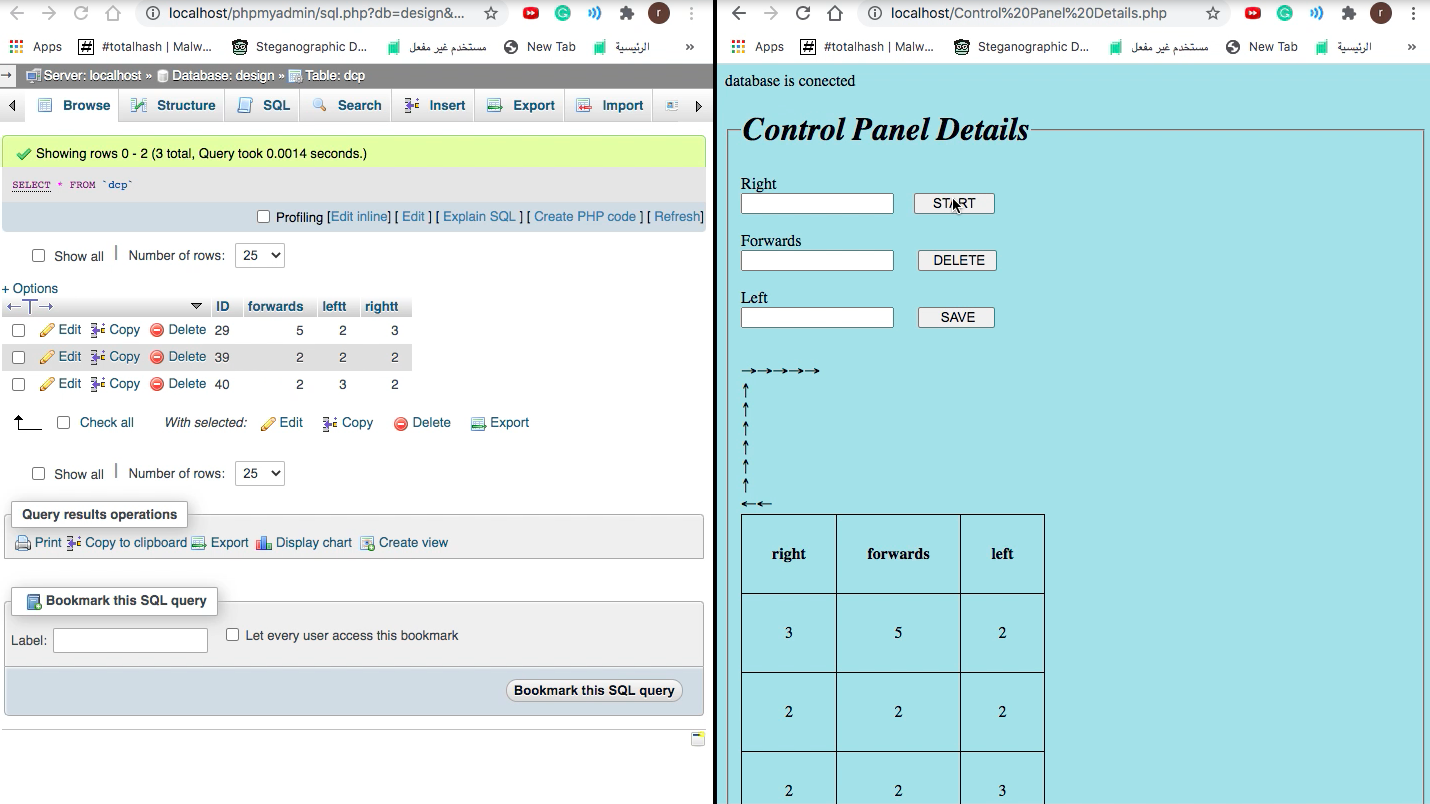 localhost/phpmyadmin/sql.php?db=design&...
r
Apps
#totalhash | Malw...
Steganographic D...
مستخدم غير مفعل
New Tab
الرئيسية
»
Server: localhost » Database: design » Table: dcp
Browse
Structure
SQL
Search
Insert
Export
Import
Showing rows 0 - 2 (3 total, Query took 0.0014 seconds.)
SELECT * FROM `dcp`
Profiling [Edit inline] [ Edit ] [ Explain SQL ] [ Create PHP code ] [ Refresh]
Show all | Number of rows: 25
+ Options
←T→ ID forwards leftt rightt
Edit Copy Delete 29 5 2 3
Edit Copy Delete 39 2 2 2
Edit Copy Delete 40 2 3 2
Check all With selected: Edit Copy Delete Export
Show all | Number of rows: 25
Query results operations
Print Copy to clipboard Export Display chart Create view
Bookmark this SQL query
Label: Let every user access this bookmark
Bookmark this SQL query
localhost/Control%20Panel%20Details.php
r
Apps
#totalhash | Malw...
Steganographic D...
مستخدم غير مفعل
New Tab
الرئيسية
»
database is conected
Control Panel Details
Right
START
Forwards
DELETE
Left
SAVE
→→→→→
↑
↑
↑
↑
↑
↑
←←
right forwards left
3 5 2
2 2 2
2 2 3